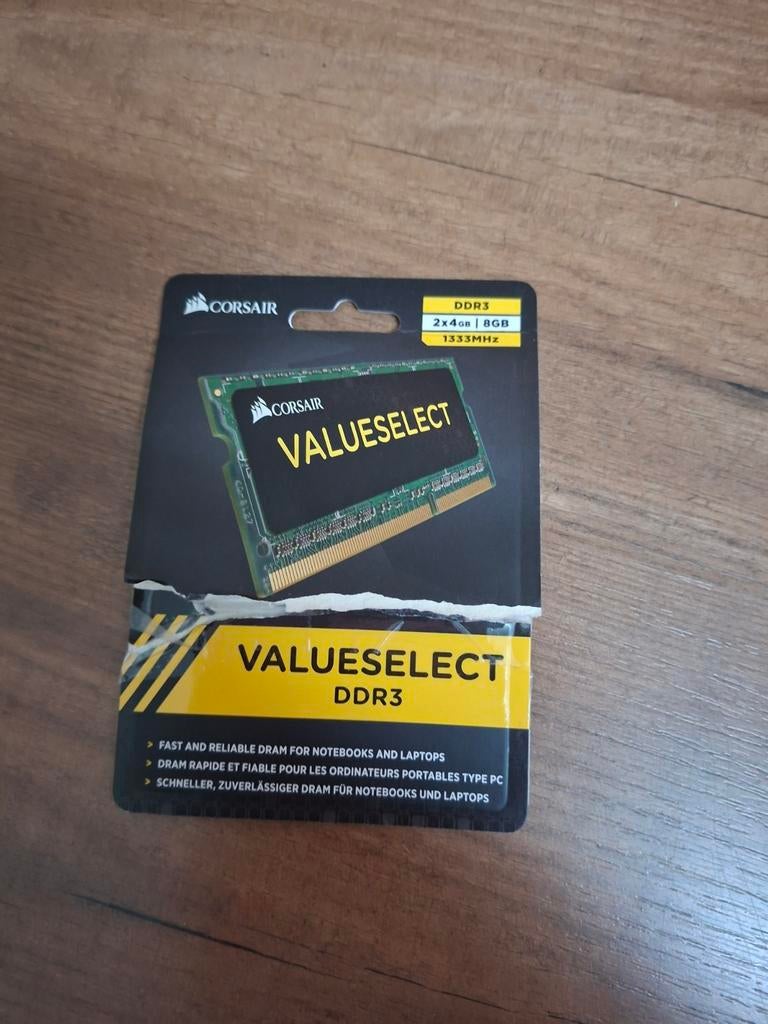 CORSAIR
DDR3
2x4GB | 8GB
1333MHz
CORSAIR
VALUESELECT
VALUESELECT
DDR3
> FAST AND RELIABLE DRAM FOR NOTEBOOKS AND LAPTOPS
> DRAM RAPIDE ET FIABLE POUR LES ORDINATEURS PORTABLES TYPE PC
> SCHNELLER, ZUVERLÄSSIGER DRAM FÜR NOTEBOOKS UND LAPTOPS